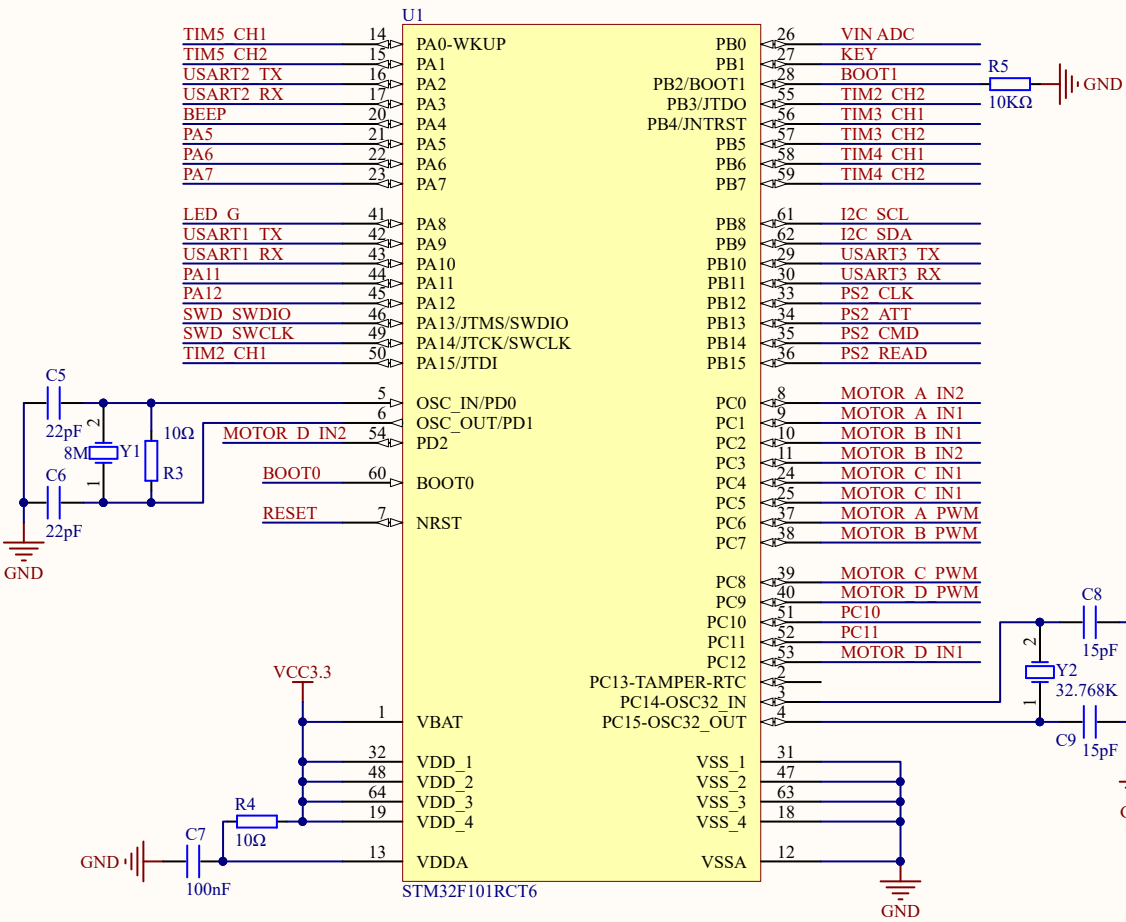 U1
TIM5_CH1 14 PA0-WKUP PB0 26 VIN ADC
TIM5_CH2 15 PA1 PB1 27 KEY
USART2_TX 16 PA2 PB2/BOOT1 28 BOOT1 R5 10KΩ GND
USART2_RX 17 PA3 PB3/JTDO 55 TIM2_CH2
BEEP 20 PA4 PB4/JNTRST 56 TIM3_CH1
PA5 21 PA5 PB5 57 TIM3_CH2
PA6 22 PA6 PB6 58 TIM4_CH1
PA7 23 PA7 PB7 59 TIM4_CH2
LED_G 41 PA8 PB8 61 I2C_SCL
USART1_TX 42 PA9 PB9 62 I2C_SDA
USART1_RX 43 PA10 PB10 29 USART3_TX
PA11 44 PA11 PB11 30 USART3_RX
PA12 45 PA12 PB12 33 PS2_CLK
SWD_SWDIO 46 PA13/JTMS/SWDIO PB13 34 PS2_ATT
SWD_SWCLK 49 PA14/JTCK/SWCLK PB14 35 PS2_CMD
TIM2_CH1 50 PA15/JTDI PB15 36 PS2_READ
C5
22pF
5 OSC_IN/PD0 PC0 8 MOTOR_A_IN2
6 OSC_OUT/PD1 PC1 9 MOTOR_A_IN1
2 8M Y1 1
10Ω R3
MOTOR_D_IN2 54 PD2 PC2 10 MOTOR_B_IN1
PC3 11 MOTOR_B_IN2
C6
22pF
GND
BOOT0 60 BOOT0 PC4 24 MOTOR_C_IN1
PC5 25 MOTOR_C_IN1
RESET 7 NRST PC6 37 MOTOR_A_PWM
PC7 38 MOTOR_B_PWM
PC8 39 MOTOR_C_PWM
PC9 40 MOTOR_D_PWM
PC10 51 PC10
PC11 52 PC11
PC12 53 MOTOR_D_IN1
PC13-TAMPER-RTC 2
PC14-OSC32_IN 3
PC15-OSC32_OUT 4
C8
15pF
2 Y2 1
32.768K
C9 15pF
VCC3.3
1 VBAT
32 VDD_1 VSS_1 31
48 VDD_2 VSS_2 47
64 VDD_3 VSS_3 63
19 VDD_4 VSS_4 18
R4
10Ω
GND C7 100nF
13 VDDA VSSA 12
GND
STM32F101RCT6